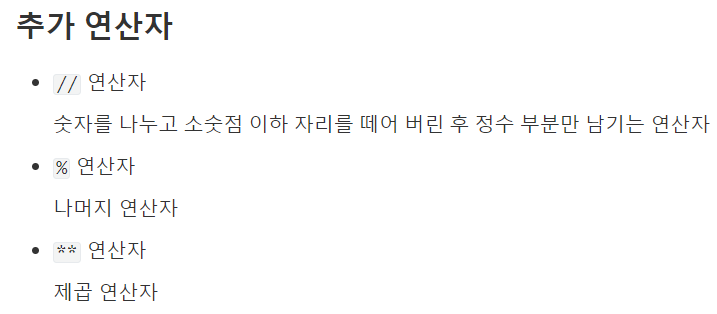 추가 연산자
// 연산자
숫자를 나누고 소숫점 이하 자리를 떼어 버린 후 정수 부분만 남기는 연산자
% 연산자
나머지 연산자
** 연산자
제곱 연산자